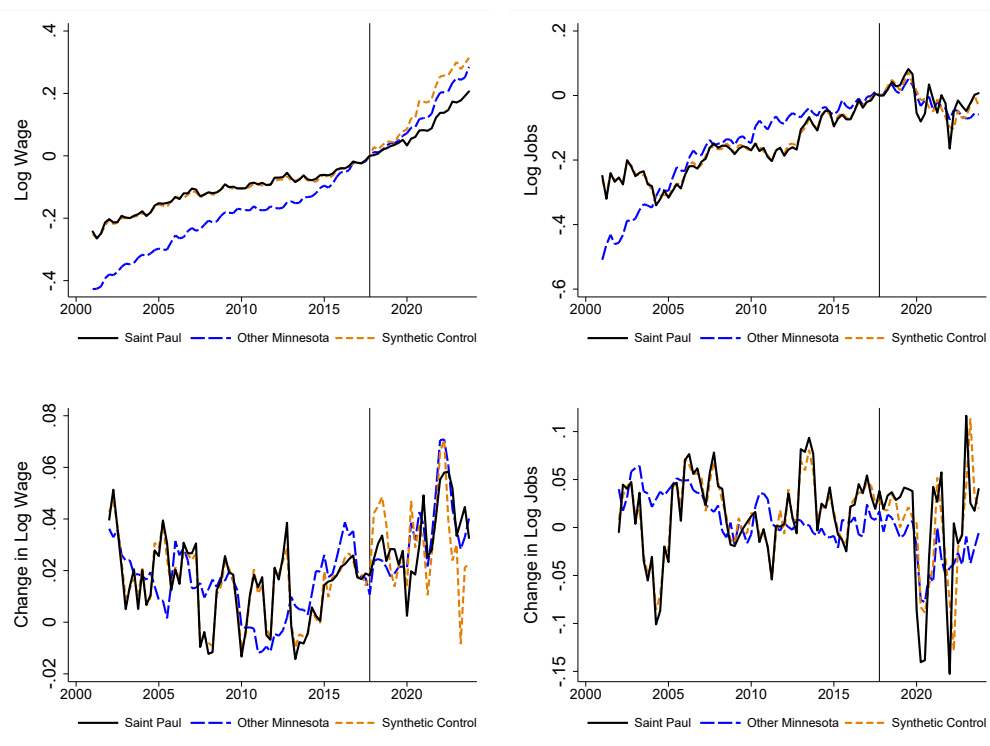 Log Wage
.4
.2
0
-.2
-.4
2000 2005 2010 2015 2020
Saint Paul Other Minnesota Synthetic Control
Log Jobs
.2
0
-.2
-.4
-.6
2000 2005 2010 2015 2020
Saint Paul Other Minnesota Synthetic Control
Change in Log Wage
.08
.06
.04
.02
0
-.02
2000 2005 2010 2015 2020
Saint Paul Other Minnesota Synthetic Control
Change in Log Jobs
.1
.05
0
-.05
-.1
-.15
2000 2005 2010 2015 2020
Saint Paul Other Minnesota Synthetic Control